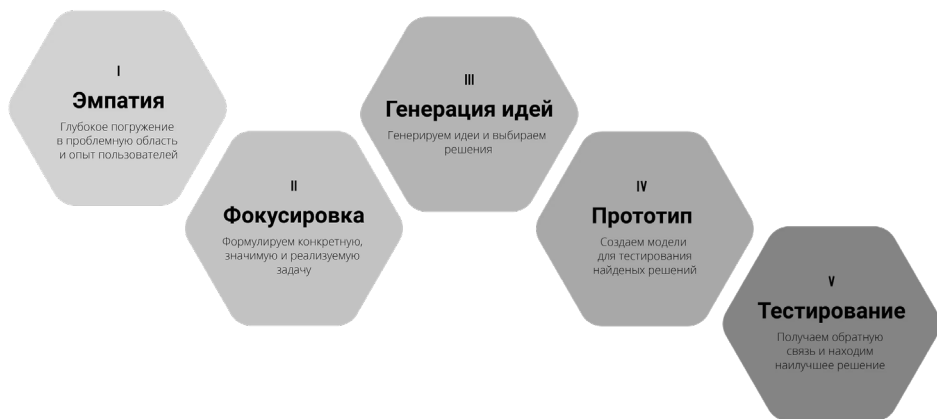 I
Эмпатия
Глубокое погружение
в проблемную область
и опыт пользователей
II
Фокусировка
Формулируем конкретную,
значимую и реализуемую
задачу
III
Генерация идей
Генерируем идеи и выбираем
решения
IV
Прототип
Создаем модели
для тестирования
найденых решений
V
Тестирование
Получаем обратную
связь и находим
наилучшее решение